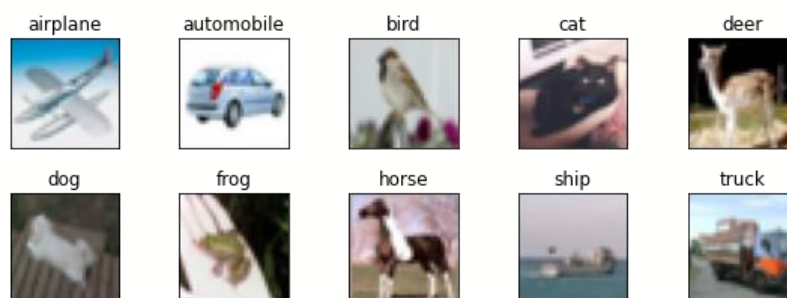 airplane automobile bird cat deer
dog frog horse ship truck